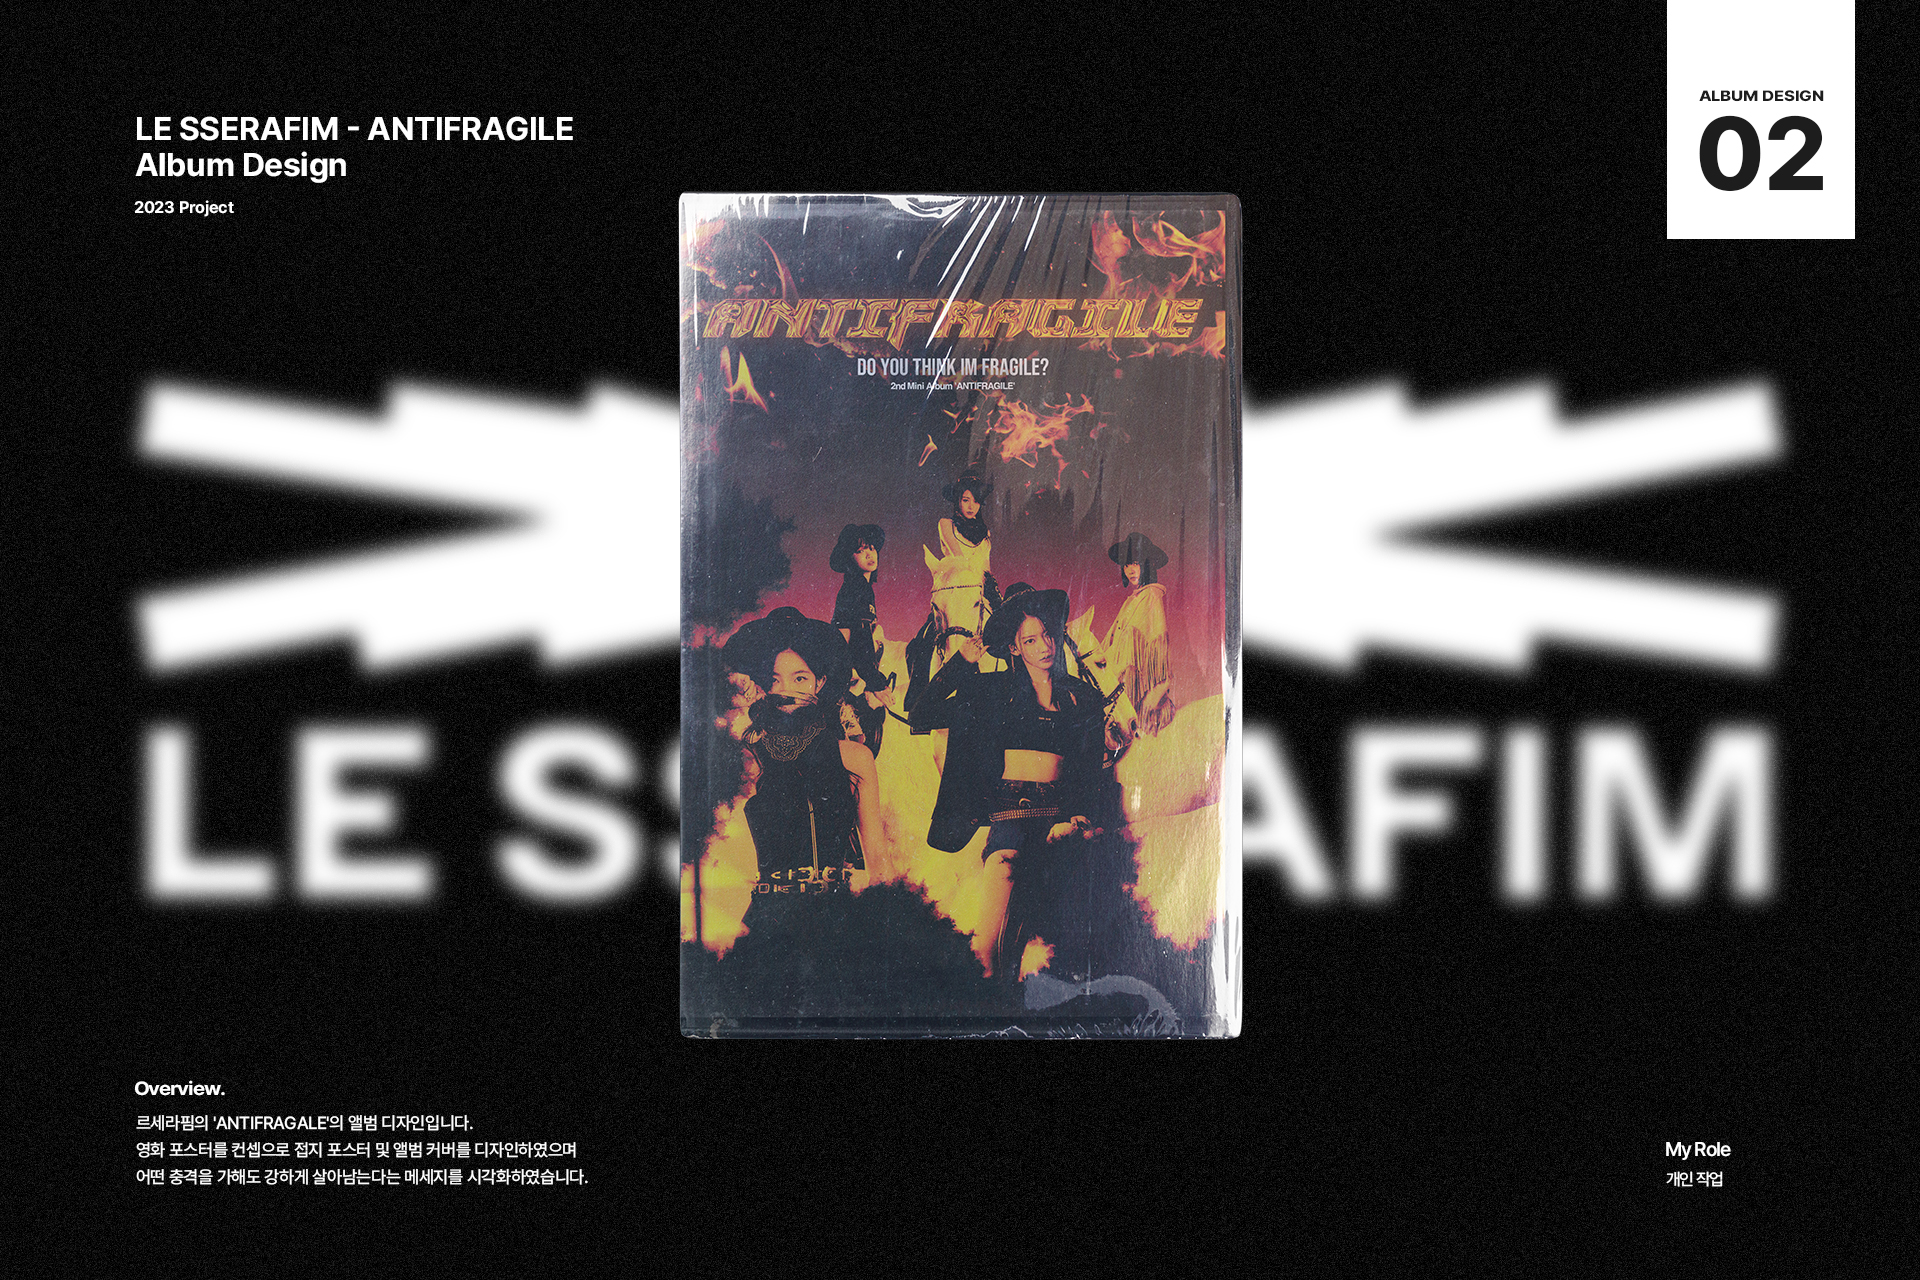 LE SSERAFIM - ANTIFRAGILE
Album Design
2023 Project
ALBUM DESIGN
02
ANTIFRAGILE
DO YOU THINK IM FRAGILE?
2nd Mini Album 'ANTIFRAGILE'
LE SS AFIM
Overview.
르세라핌의 'ANTIFRAGALE'의 앨범 디자인입니다.
영화 포스터를 컨셉으로 접지 포스터 및 앨범 커버를 디자인하였으며
어떤 충격을 가해도 강하게 살아남는다는 메세지를 시각화하였습니다.
My Role
개인 작업